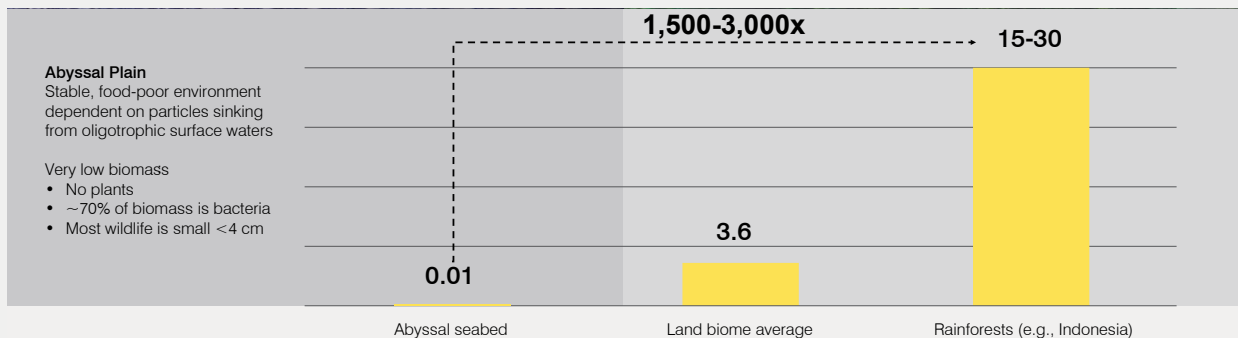 1,500-3,000x
15-30
Abyssal Plain
Stable, food-poor environment
dependent on particles sinking
from oligotrophic surface waters
Very low biomass
• No plants
• ~70% of biomass is bacteria
• Most wildlife is small <4 cm
3.6
0.01
Abyssal seabed
Land biome average
Rainforests (e.g., Indonesia)